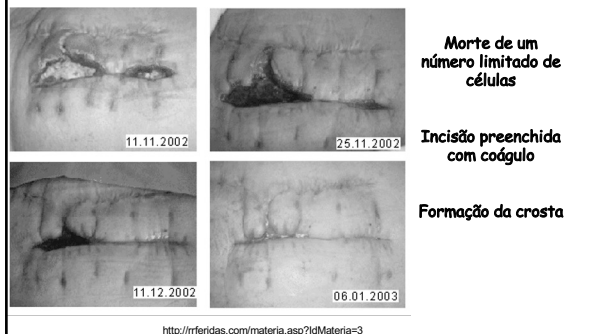 11.11.2002
25.11.2002
11.12.2002
06.01.2003
Morte de um
número limitado de
células
Incisão preenchida
com coágulo
Formação da crosta
http://rrferidas.com/materia.asp?IdMateria=3